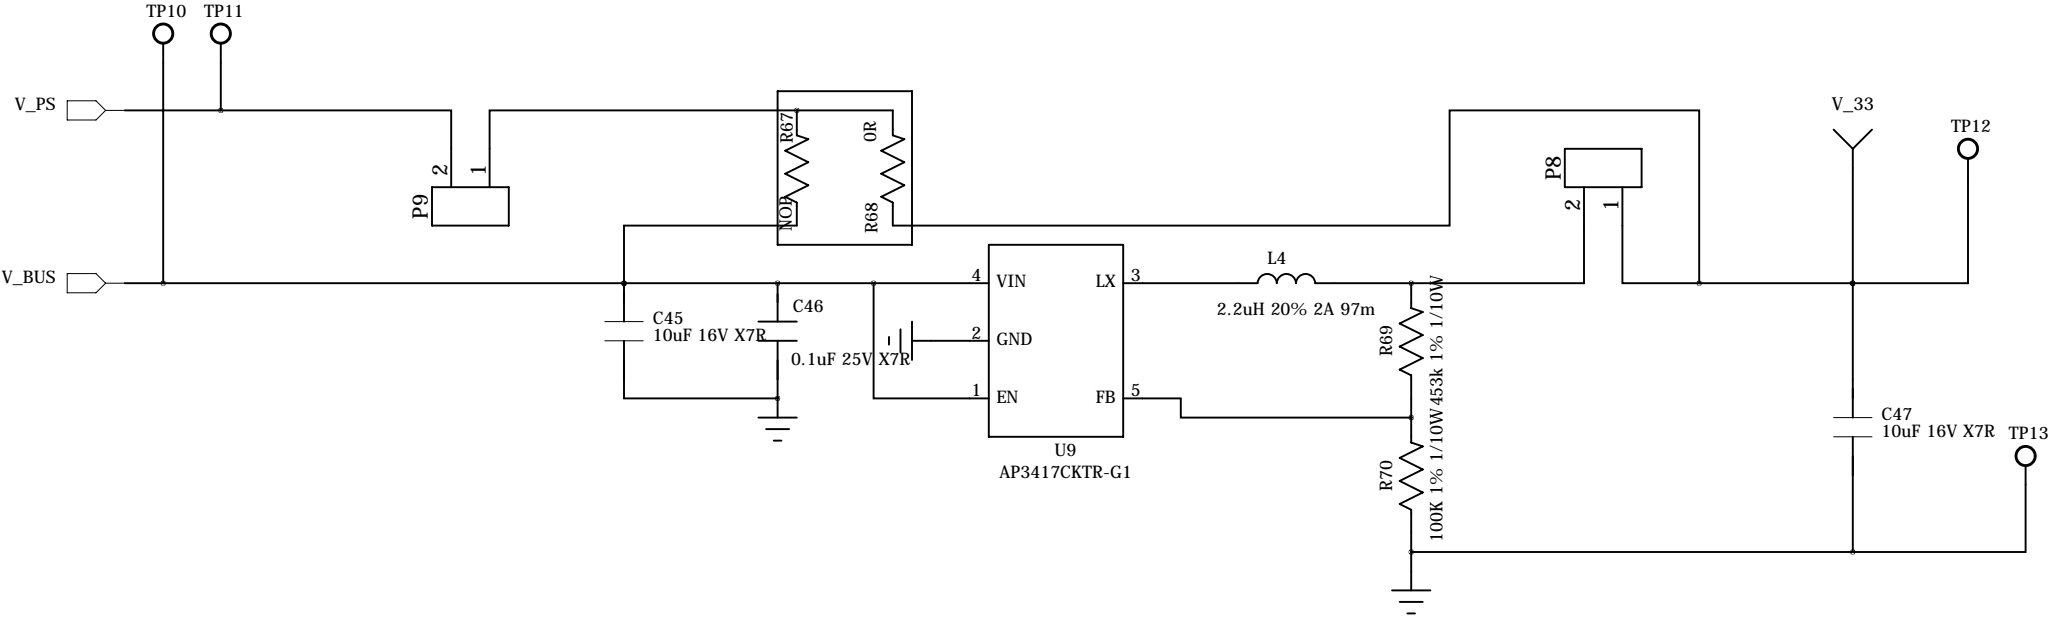 TP10
TP11
V_PS
R67
0R
V_33
TP12
P8
2
1
P9
2
1
NOP
R68
V_BUS
4
VIN
LX
3
L4
2.2uH 20% 2A 97m
C45
10uF 16V X7R
C46
0.1uF 25V X7R
2
GND
1
EN
FB
5
U9
AP3417CKTR-G1
R69
453k 1% 1/10W
R70
100K 1% 1/10W
C47
10uF 16V X7R
TP13